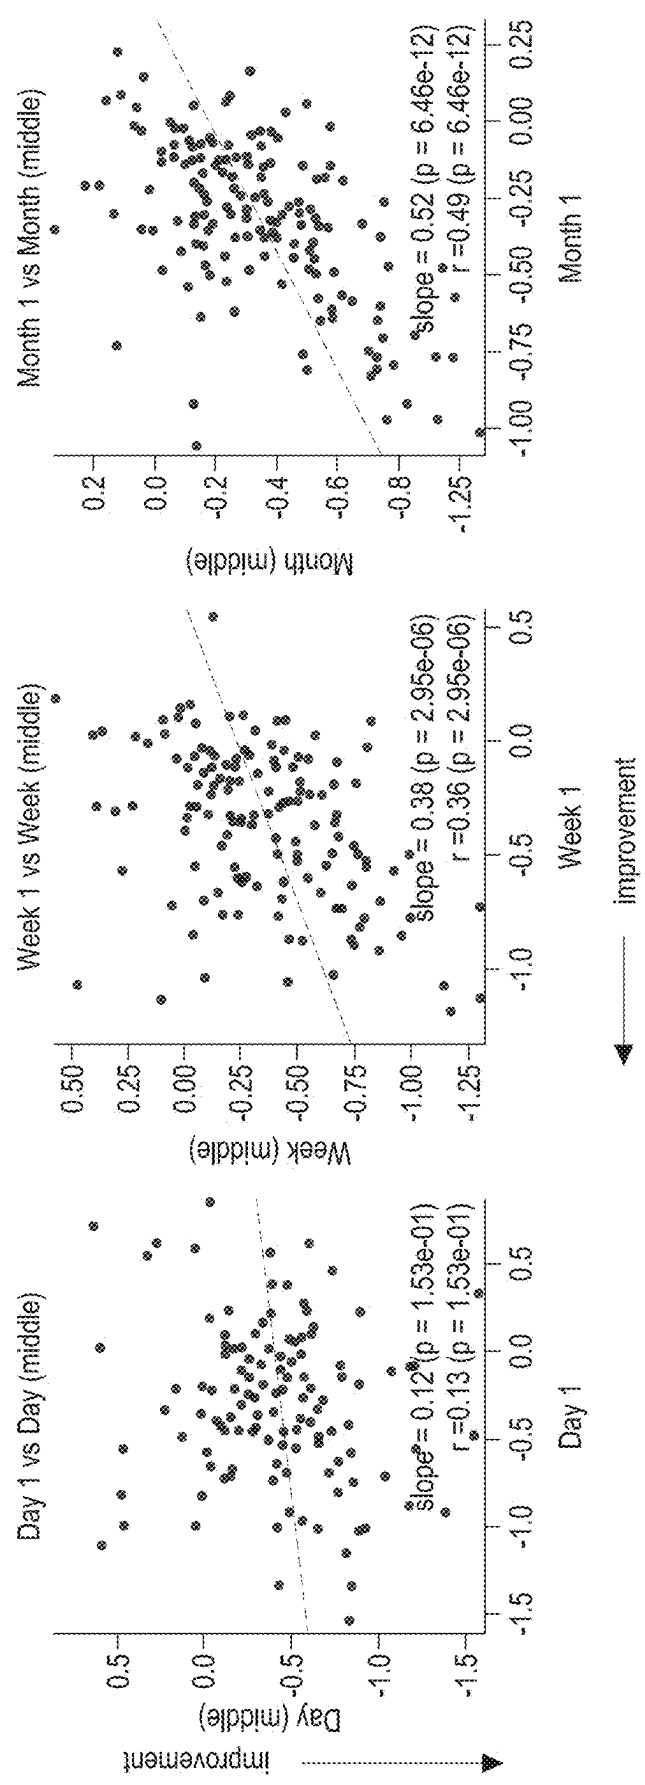 Day 1 vs Day (middle)
improvement
Day (middle)
0.5
0.0
-0.5
-1.0
-1.5
slope = 0.12 (p = 1.53e-01)
r =0.13 (p = 1.53e-01)
-1.5
-1.0
-0.5
0.0
0.5
Day 1
Week 1 vs Week (middle)
Week (middle)
0.50
0.25
0.00
-0.25
-0.50
-0.75
-1.00
-1.25
slope = 0.38 (p = 2.95e-06)
r =0.36 (p = 2.95e-06)
-1.0
-0.5
0.0
0.5
Week 1
improvement
Month 1 vs Month (middle)
Month (middle)
0.2
0.0
-0.2
-0.4
-0.6
-0.8
-1.25
slope = 0.52 (p = 6.46e-12)
r =0.49 (p = 6.46e-12)
-1.00
-0.75
-0.50
-0.25
0.00
0.25
Month 1